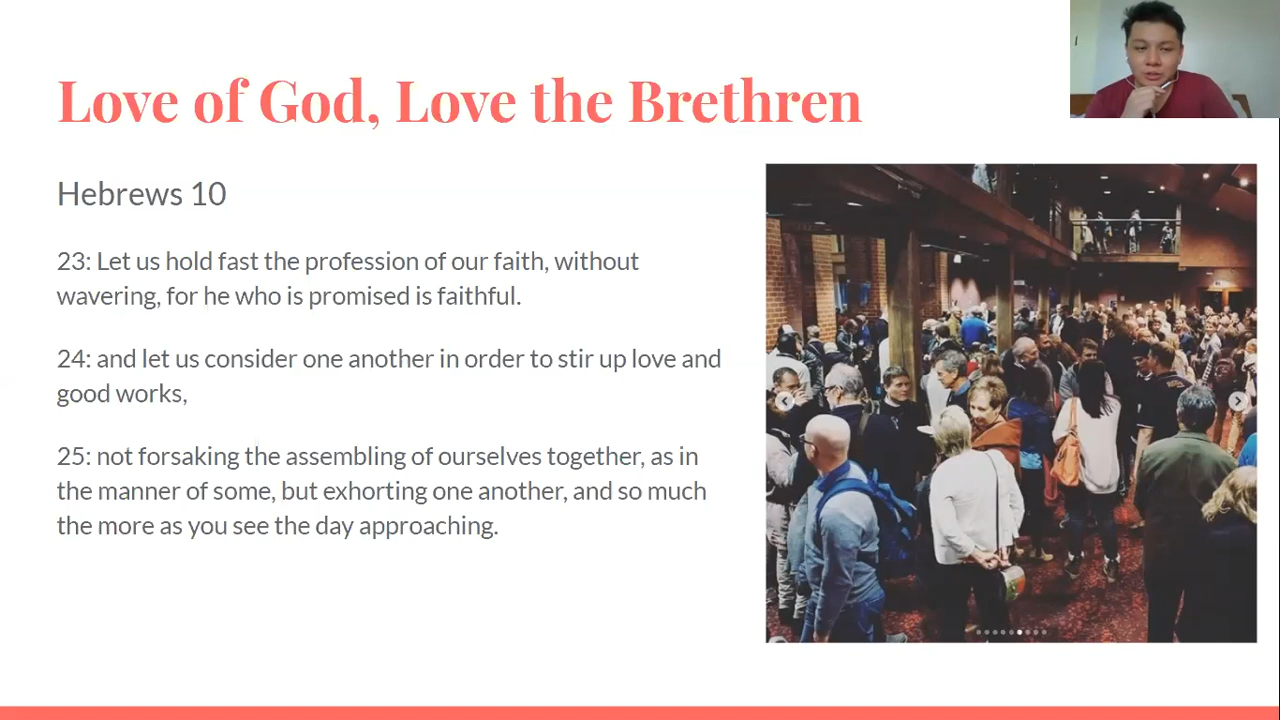 Love of God, Love the Brethren
Hebrews 10
23: Let us hold fast the profession of our faith, without
wavering, for he who is promised is faithful.
24: and let us consider one another in order to stir up love and
good works,
25: not forsaking the assembling of ourselves together, as in
the manner of some, but exhorting one another, and so much
the more as you see the day approaching.